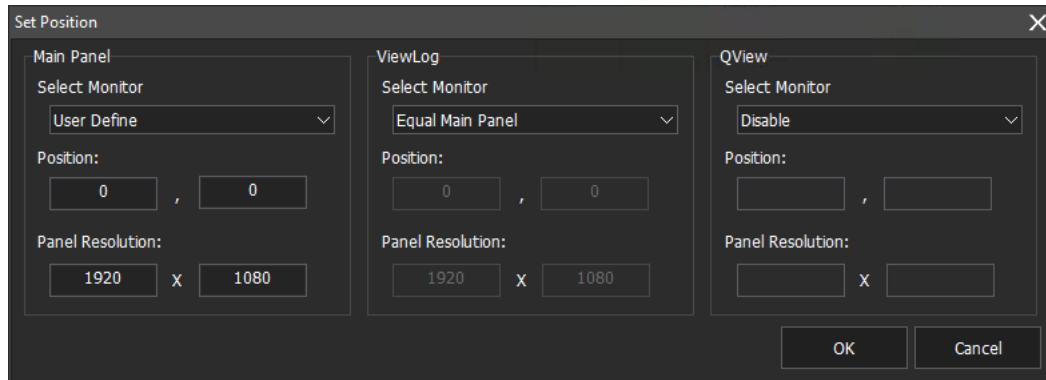 Set Position
X
Main Panel
Select Monitor
User Define
Position:
0 , 0
Panel Resolution:
1920 X 1080
ViewLog
Select Monitor
Equal Main Panel
Position:
0 , 0
Panel Resolution:
1920 X 1080
QView
Select Monitor
Disable
Position:
,
Panel Resolution:
X
OK
Cancel